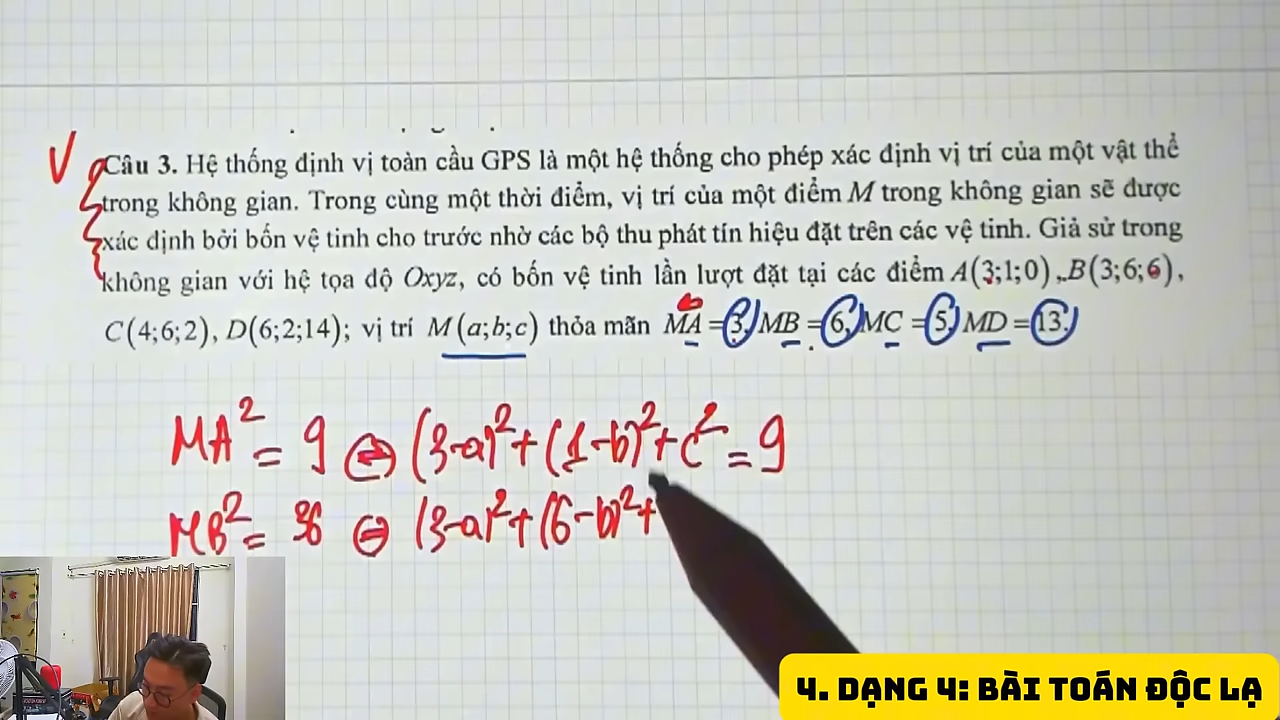 Câu 3. Hệ thống định vị toàn cầu GPS là một hệ thống cho phép xác định vị trí của một vật thể
trong không gian. Trong cùng một thời điểm, vị trí của một điểm M trong không gian sẽ được
xác định bởi bốn vệ tinh cho trước nhờ các bộ thu phát tín hiệu đặt trên các vệ tinh. Giả sử trong
không gian với hệ tọa độ Oxyz, có bốn vệ tinh lần lượt đặt tại các điểm A(3;1;0), B(3;6;6),
C(4;6;2), D(6;2;14); vị trí M(a;b;c) thỏa mãn MA=3, MB=6, MC=5, MD=13.
MA² = 9 ⇔ (3-a)²+(1-b)²+c² = 9
MB² = 36 ⇔ (3-a)²+(6-b)²+
4. DẠNG 4: BÀI TOÁN ĐỘC LẠ